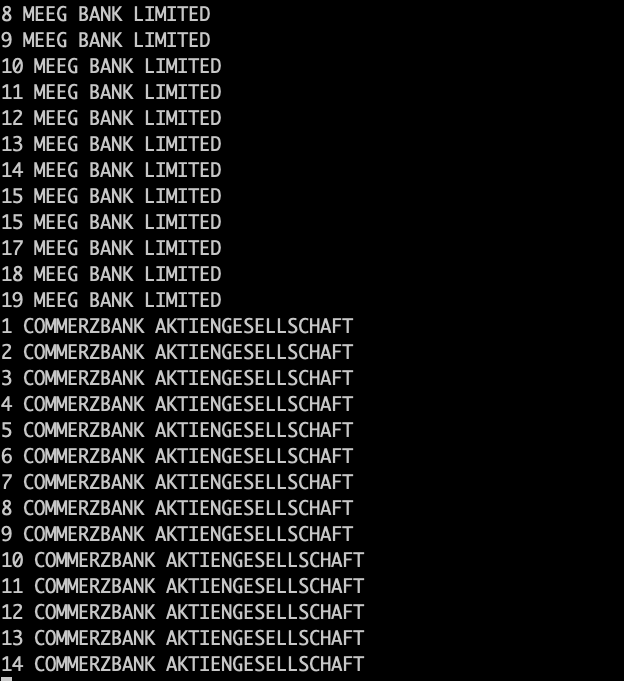 8 MEEG BANK LIMITED
9 MEEG BANK LIMITED
10 MEEG BANK LIMITED
11 MEEG BANK LIMITED
12 MEEG BANK LIMITED
13 MEEG BANK LIMITED
14 MEEG BANK LIMITED
15 MEEG BANK LIMITED
15 MEEG BANK LIMITED
17 MEEG BANK LIMITED
18 MEEG BANK LIMITED
19 MEEG BANK LIMITED
1 COMMERZBANK AKTIENGESELLSCHAFT
2 COMMERZBANK AKTIENGESELLSCHAFT
3 COMMERZBANK AKTIENGESELLSCHAFT
4 COMMERZBANK AKTIENGESELLSCHAFT
5 COMMERZBANK AKTIENGESELLSCHAFT
6 COMMERZBANK AKTIENGESELLSCHAFT
7 COMMERZBANK AKTIENGESELLSCHAFT
8 COMMERZBANK AKTIENGESELLSCHAFT
9 COMMERZBANK AKTIENGESELLSCHAFT
10 COMMERZBANK AKTIENGESELLSCHAFT
11 COMMERZBANK AKTIENGESELLSCHAFT
12 COMMERZBANK AKTIENGESELLSCHAFT
13 COMMERZBANK AKTIENGESELLSCHAFT
14 COMMERZBANK AKTIENGESELLSCHAFT